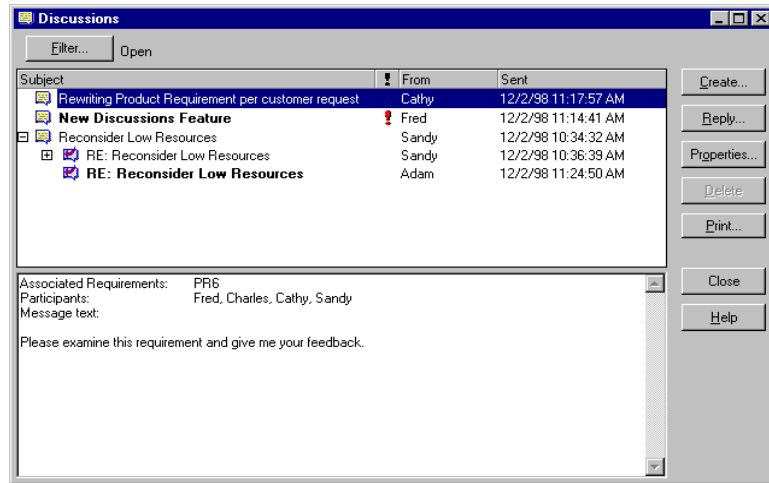 Discussions
Filter... Open
Subject ! From Sent
Rewriting Product Requirement per customer request Cathy 12/2/98 11:17:57 AM
New Discussions Feature ! Fred 12/2/98 11:14:41 AM
Reconsider Low Resources Sandy 12/2/98 10:34:32 AM
RE: Reconsider Low Resources Sandy 12/2/98 10:36:39 AM
RE: Reconsider Low Resources Adam 12/2/98 11:24:50 AM
Create...
Reply...
Properties...
Delete
Print...
Close
Help
Associated Requirements: PR6
Participants: Fred, Charles, Cathy, Sandy
Message text:
Please examine this requirement and give me your feedback.